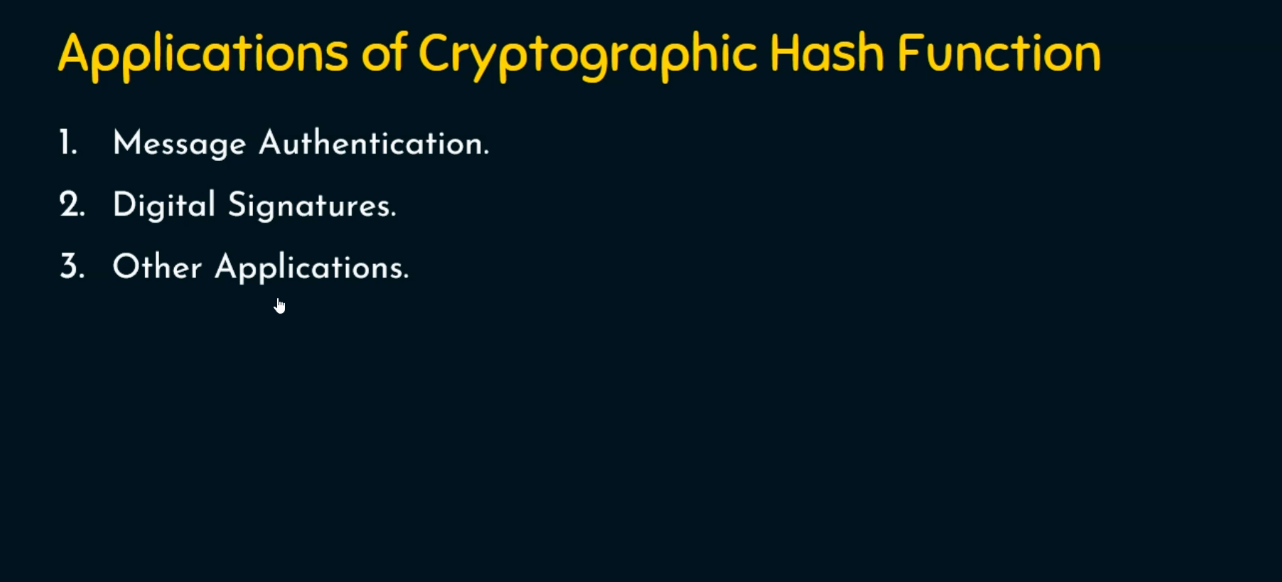 Applications of Cryptographic Hash Function
1. Message Authentication.
2. Digital Signatures.
3. Other Applications.